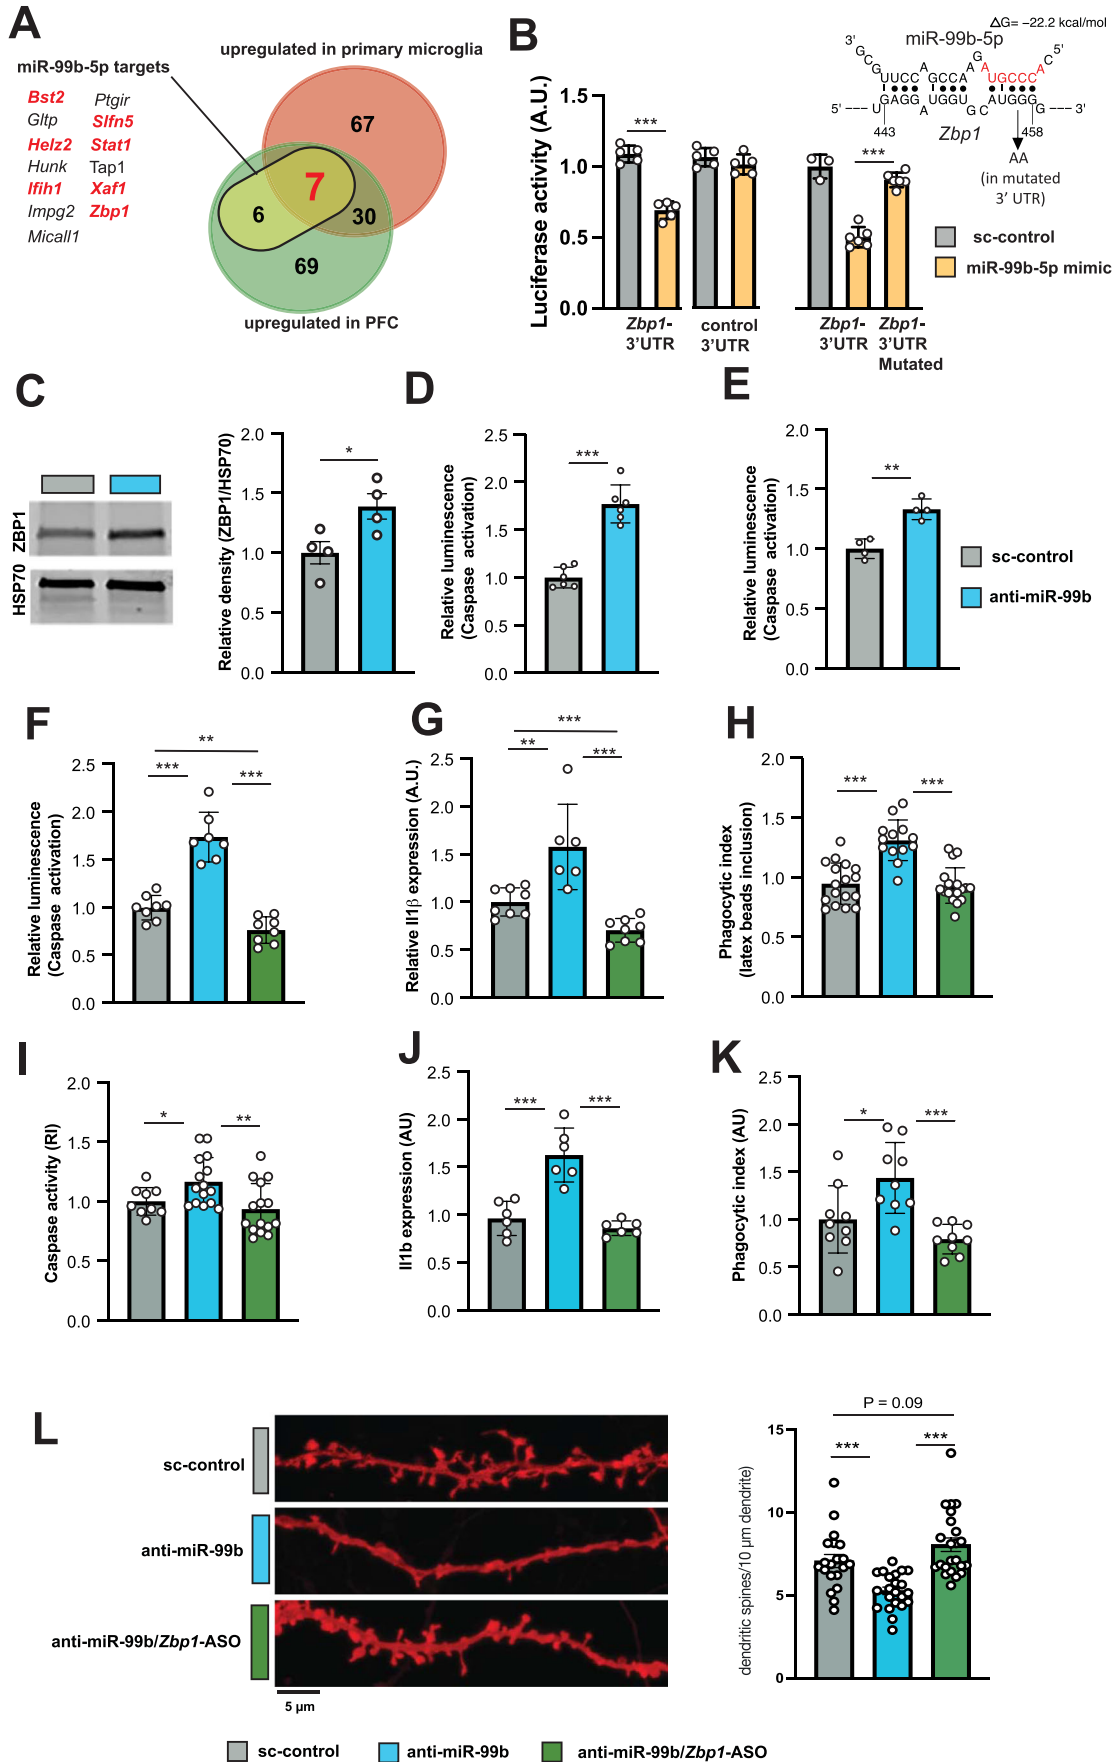 A
upregulated in primary microglia
miR-99b-5p targets
Bst2 Ptgir
Gltp Slfn5
Helz2 Stat1
Hunk Tap1
Ifih1 Xaf1
Impg2 Zbp1
Micall1
67
7
6
30
69
upregulated in PFC
B
Luciferase activity (A.U.)
1.5
1.0
0.5
0.0
***
***
Zbp1-
3'UTR
control
3'UTR
Zbp1-
3'UTR
Zbp1-
3'UTR
Mutated
ΔG= −22.2 kcal/mol
miR-99b-5p
3'
GCG
UUCC
A
GCCA
A
G
A
UGCCC
A
C
5'
5' --- U
GAGG
A
UGGU
GC
AUGGG
G --- 3'
443
Zbp1
458
AA
(in mutated
3' UTR)
sc-control
miR-99b-5p mimic
C
ZBP1
HSP70
Relative density (ZBP1/HSP70)
2.0
1.5
1.0
0.5
0.0
*
D
Relative luminescence
(Caspase activation)
2.5
2.0
1.5
1.0
0.5
0.0
***
E
Relative luminescence
(Caspase activation)
2.0
1.5
1.0
0.5
0.0
**
sc-control
anti-miR-99b
F
Relative luminescence
(Caspase activation)
2.5
2.0
1.5
1.0
0.5
0.0
**
***
***
G
Relative Il1β expression (A.U.)
2.5
2.0
1.5
1.0
0.5
0.0
***
**
***
H
Phagocytic index
(latex beads inclusion)
2.0
1.5
1.0
0.5
0.0
***
***
I
Caspase activity (RI)
2.0
1.5
1.0
0.5
0.0
*
**
J
Il1b expression (AU)
2.5
2.0
1.5
1.0
0.5
0.0
***
***
K
Phagocytic index (AU)
2.5
2.0
1.5
1.0
0.5
0.0
*
***
L
sc-control
anti-miR-99b
anti-miR-99b/Zbp1-ASO
5 μm
dendritic spines/10 μm dendrite)
15
10
5
0
P = 0.09
***
***
sc-control
anti-miR-99b
anti-miR-99b/Zbp1-ASO